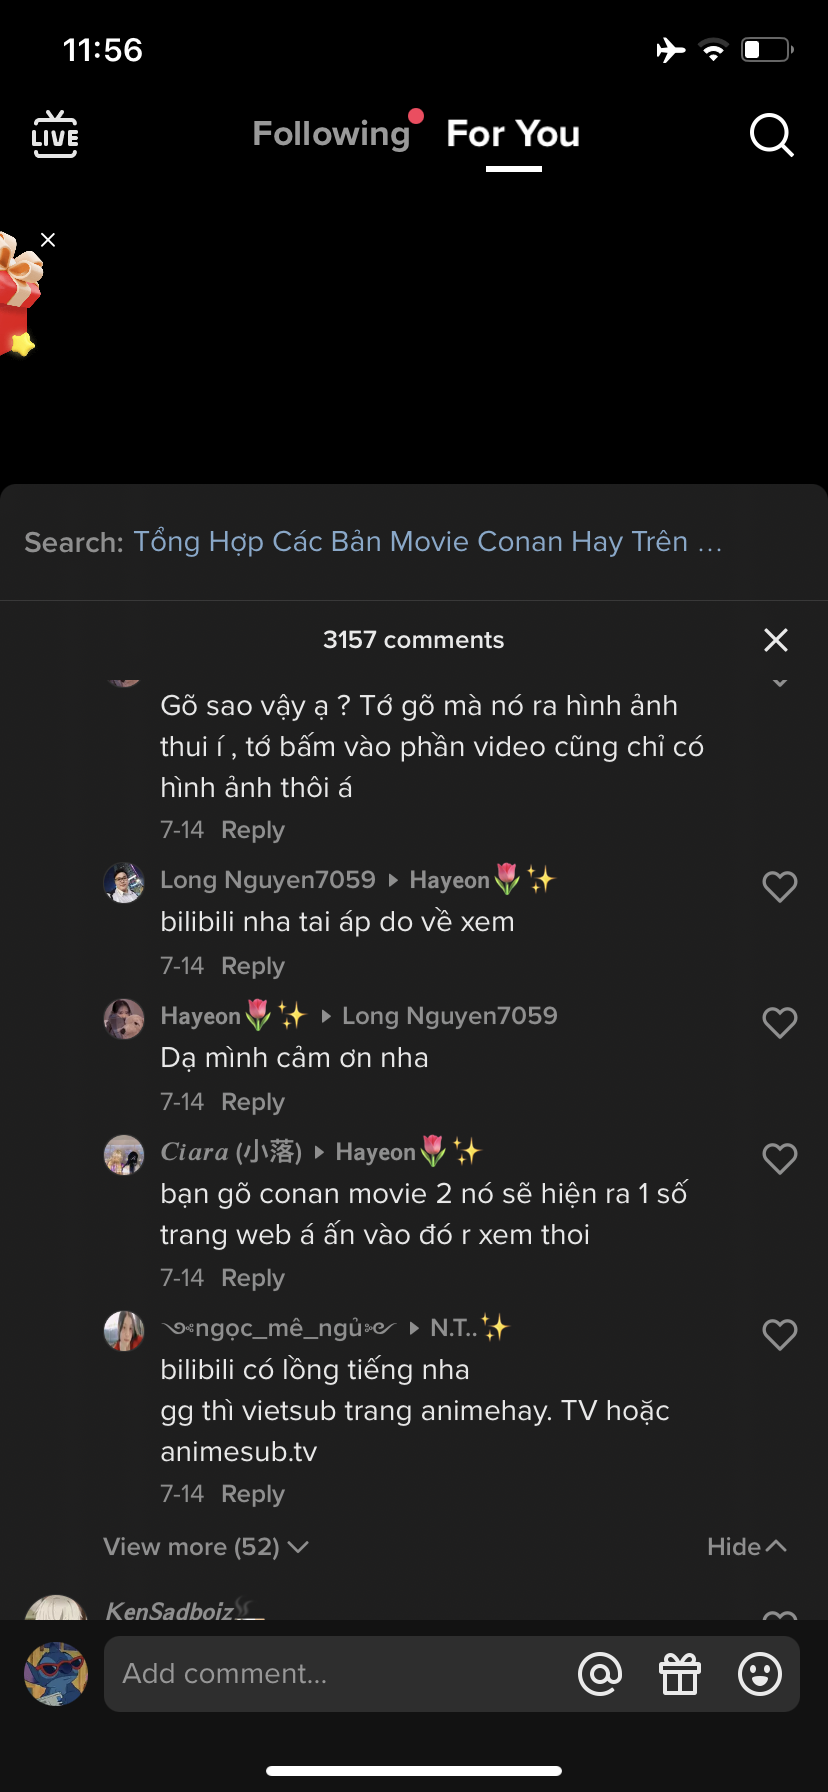 11:56
LIVE
Following
For You
Search: Tổng Hợp Các Bản Movie Conan Hay Trên ...
3157 comments
Gõ sao vậy ạ ? Tớ gõ mà nó ra hình ảnh
thui í , tớ bấm vào phần video cũng chỉ có
hình ảnh thôi á
7-14 Reply
Long Nguyen7059 ▸ Hayeon🌷✨
bilibili nha tai áp do về xem
7-14 Reply
Hayeon🌷✨ ▸ Long Nguyen7059
Dạ mình cảm ơn nha
7-14 Reply
Ciara (小落) ▸ Hayeon🌷✨
bạn gõ conan movie 2 nó sẽ hiện ra 1 số
trang web á ấn vào đó r xem thoi
7-14 Reply
༺ngọc_mê_ngủ༻ ▸ N.T..✨
bilibili có lồng tiếng nha
gg thì vietsub trang animehay. TV hoặc
animesub.tv
7-14 Reply
View more (52)
Hide
KenSadboiz
Add comment...